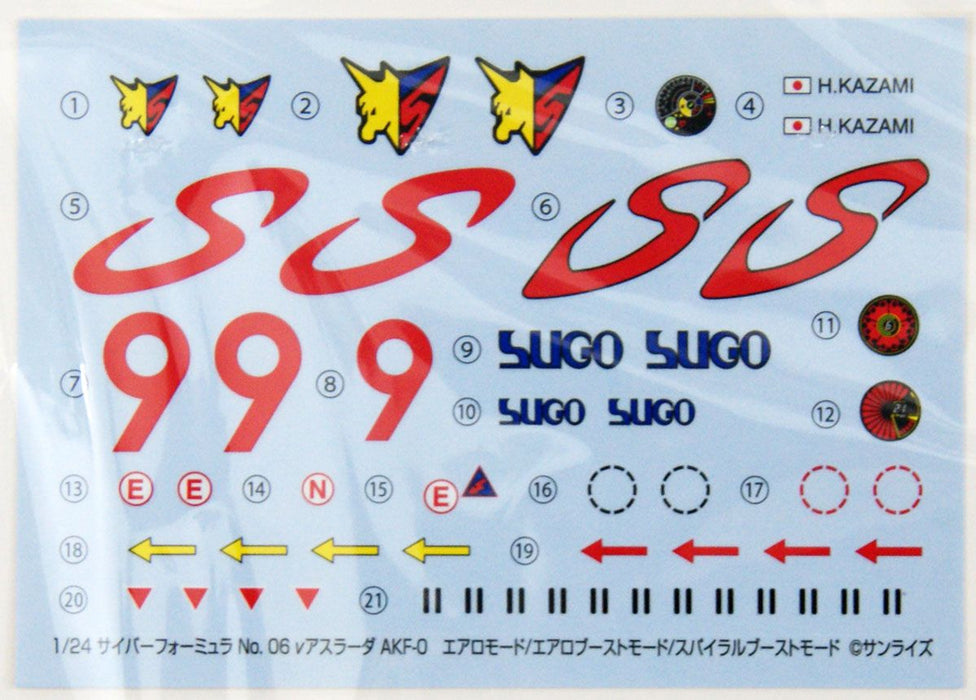 ① ② ③ ④ H.KAZAMI
H.KAZAMI
⑤ S S ⑥ S S
⑦ 9 9 ⑧ 9 ⑨ SUGO SUGO ⑪ 6
⑩ SUGO SUGO ⑫
⑬ E E ⑭ N ⑮ E ⑯ ⑰
⑱ ⑲
⑳ ㉑
1/24 サイバーフォーミュラ No. 06 νアスラーダ AKF-0 エアロモード/エアロブーストモード/スパイラルブーストモード ©サンライズ